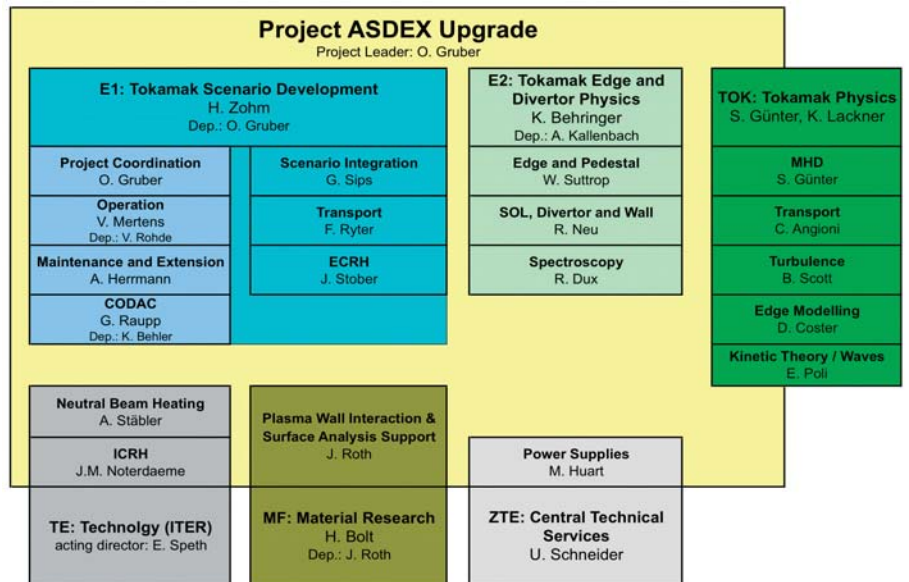 Project ASDEX Upgrade
Project Leader: O. Gruber
E1: Tokamak Scenario Development
H. Zohm
Dep.: O. Gruber
Project Coordination
O. Gruber
Operation
V. Mertens
Dep.: V. Rohde
Maintenance and Extension
A. Herrmann
CODAC
G. Raupp
Dep.: K. Behler
Scenario Integration
G. Sips
Transport
F. Ryter
ECRH
J. Stober
E2: Tokamak Edge and
Divertor Physics
K. Behringer
Dep.: A. Kallenbach
Edge and Pedestal
W. Suttrop
SOL, Divertor and Wall
R. Neu
Spectroscopy
R. Dux
TOK: Tokamak Physics
S. Günter, K. Lackner
MHD
S. Günter
Transport
C. Angioni
Turbulence
B. Scott
Edge Modelling
D. Coster
Kinetic Theory / Waves
E. Poli
Neutral Beam Heating
A. Stäbler
ICRH
J.M. Noterdaeme
TE: Technolgy (ITER)
acting director: E. Speth
Plasma Wall Interaction &
Surface Analysis Support
J. Roth
MF: Material Research
H. Bolt
Dep.: J. Roth
Power Supplies
M. Huart
ZTE: Central Technical
Services
U. Schneider